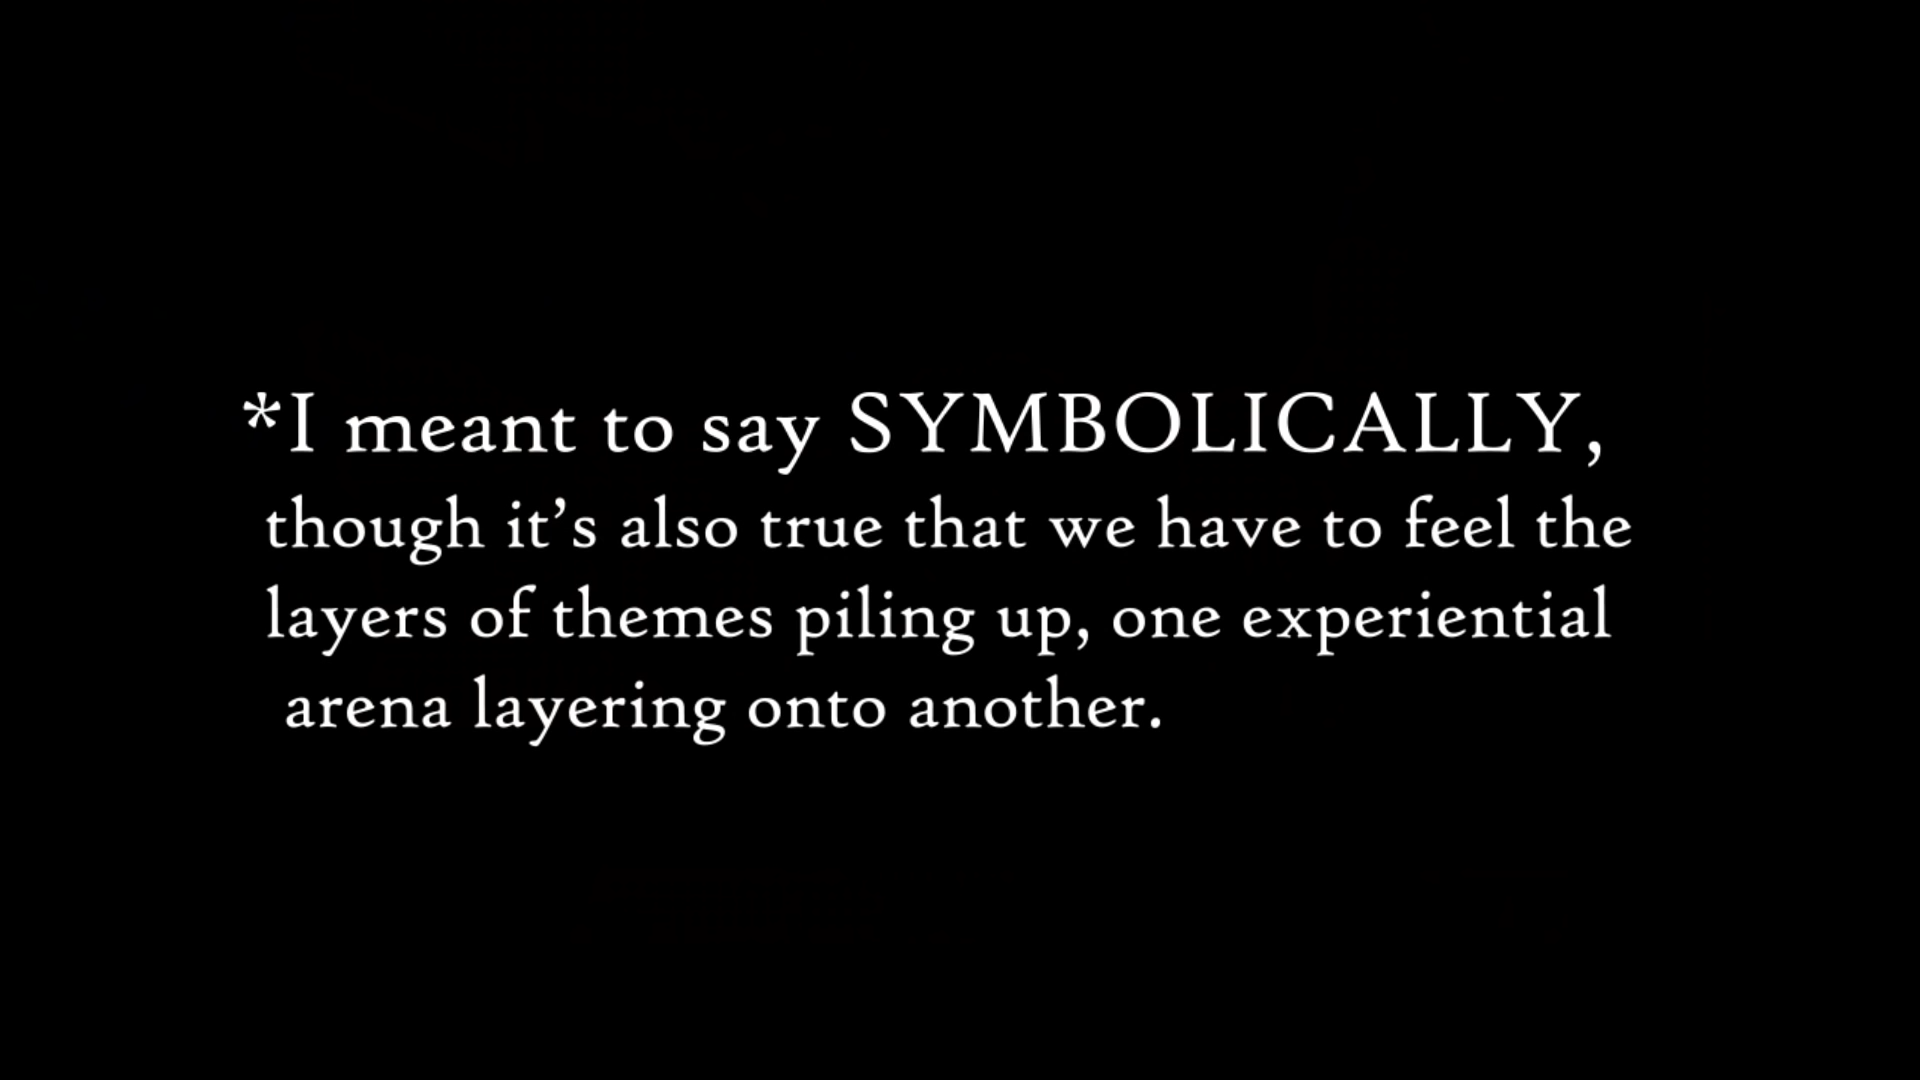 *I meant to say SYMBOLICALLY,
though it’s also true that we have to feel the
layers of themes piling up, one experiential
arena layering onto another.